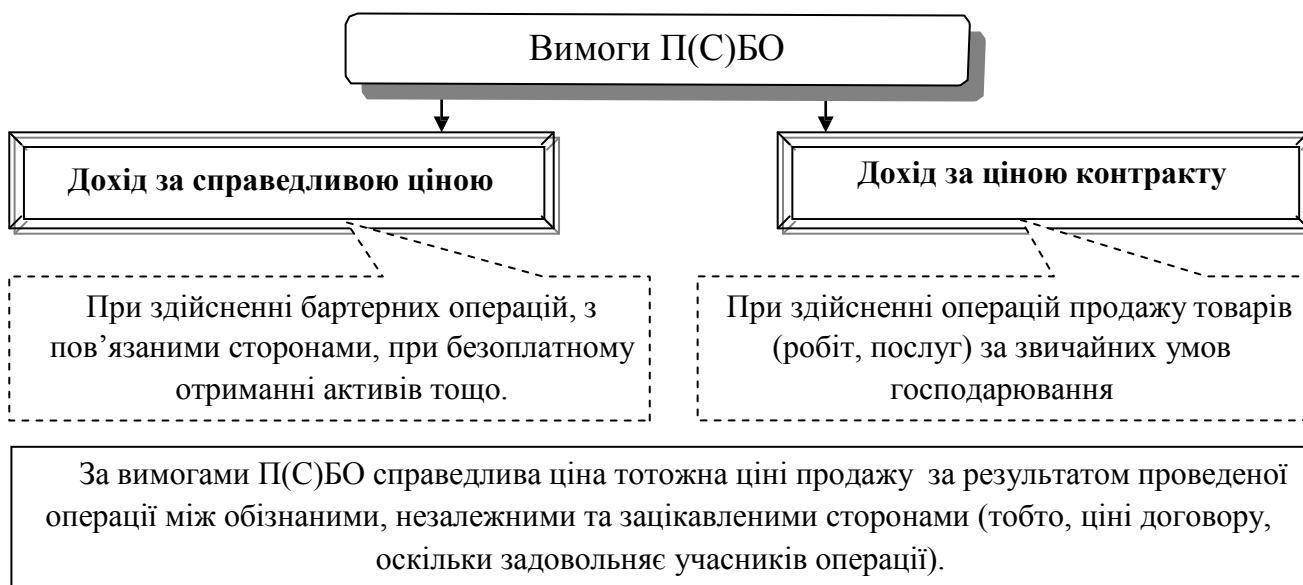 Вимоги П(С)БО
Дохід за справедливою ціною
Дохід за ціною контракту
При здійсненні бартерних операцій, з
пов’язаними сторонами, при безоплатному
отриманні активів тощо.
При здійсненні операцій продажу товарів
(робіт, послуг) за звичайних умов
господарювання
За вимогами П(С)БО справедлива ціна тотожна ціні продажу за результатом проведеної
операції між обізнаними, незалежними та зацікавленими сторонами (тобто, ціні договору,
оскільки задовольняє учасників операції).